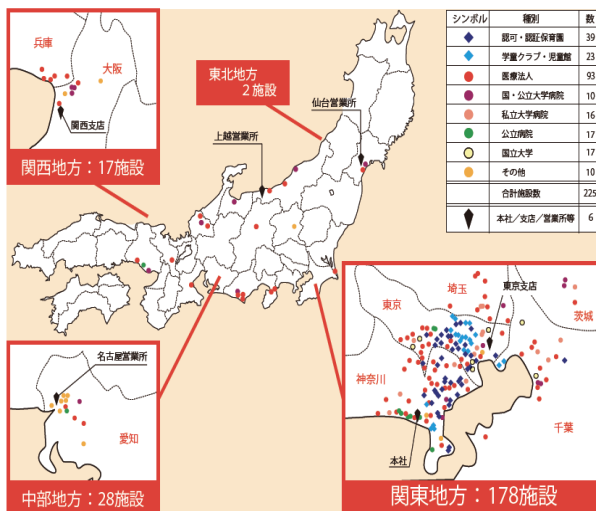 兵庫
大阪
関西支店
関西地方：17施設
東北地方
2施設
仙台営業所
上越営業所
シンボル 種別 数
認可・認証保育園 39
学童クラブ・児童館 23
医療法人 93
国・公立大学病院 10
私立大学病院 16
公立病院 17
国立大学 17
その他 10
合計施設数 225
本社／支店／営業所等 6
名古屋営業所
愛知
中部地方：28施設
埼玉
東京支店
東京
茨城
神奈川
千葉
本社
関東地方：178施設